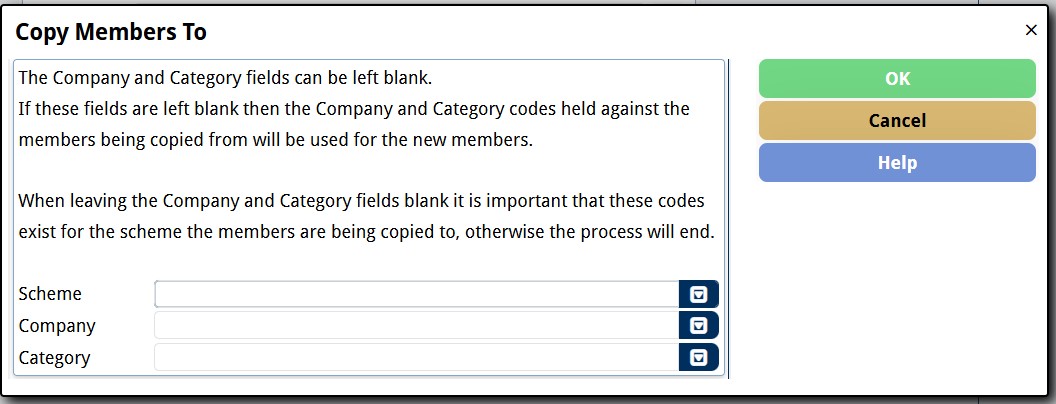 Copy Members To
×
The Company and Category fields can be left blank.
If these fields are left blank then the Company and Category codes held against the
members being copied from will be used for the new members.
When leaving the Company and Category fields blank it is important that these codes
exist for the scheme the members are being copied to, otherwise the process will end.
Scheme
Company
Category
OK
Cancel
Help